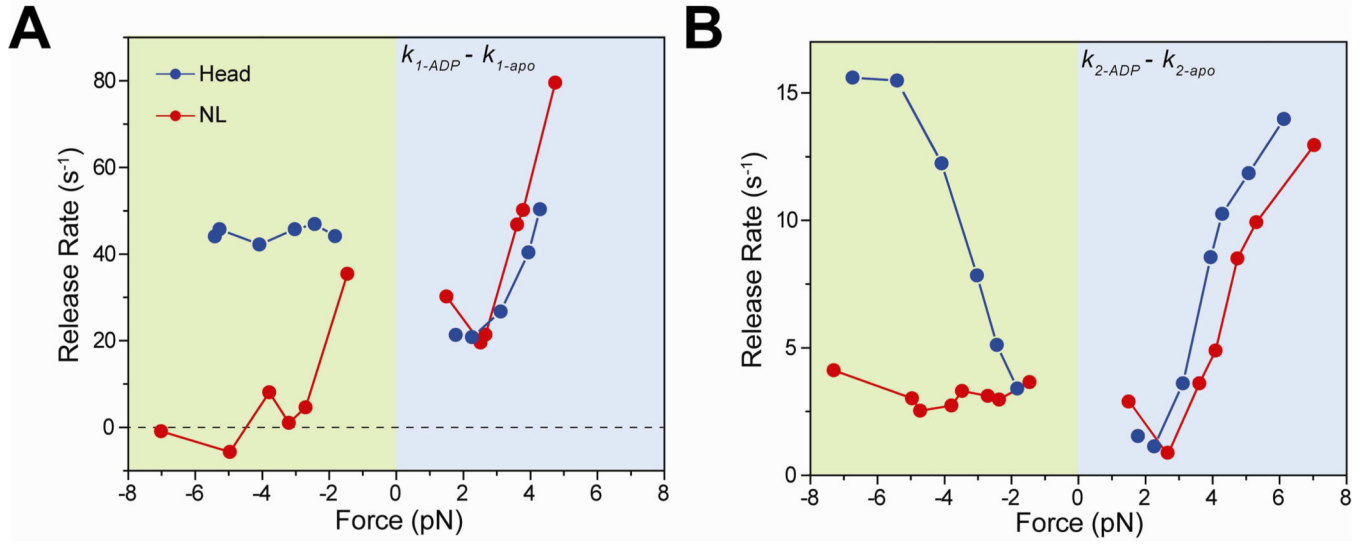 A
k1-ADP - k1-apo
Head
NL
Release Rate (s-1)
80
60
40
20
0
-8 -6 -4 -2 0 2 4 6 8
Force (pN)
B
k2-ADP - k2-apo
Release Rate (s-1)
15
10
5
0
-8 -6 -4 -2 0 2 4 6 8
Force (pN)